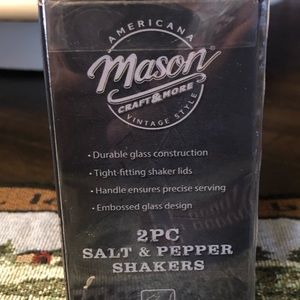 AMERICANA
Mason®
CRAFT & MORE
VINTAGE STYLE
• Durable glass construction
• Tight-fitting shaker lids
• Handle ensures precise serving
• Embossed glass design
2PC
SALT & PEPPER
SHAKERS